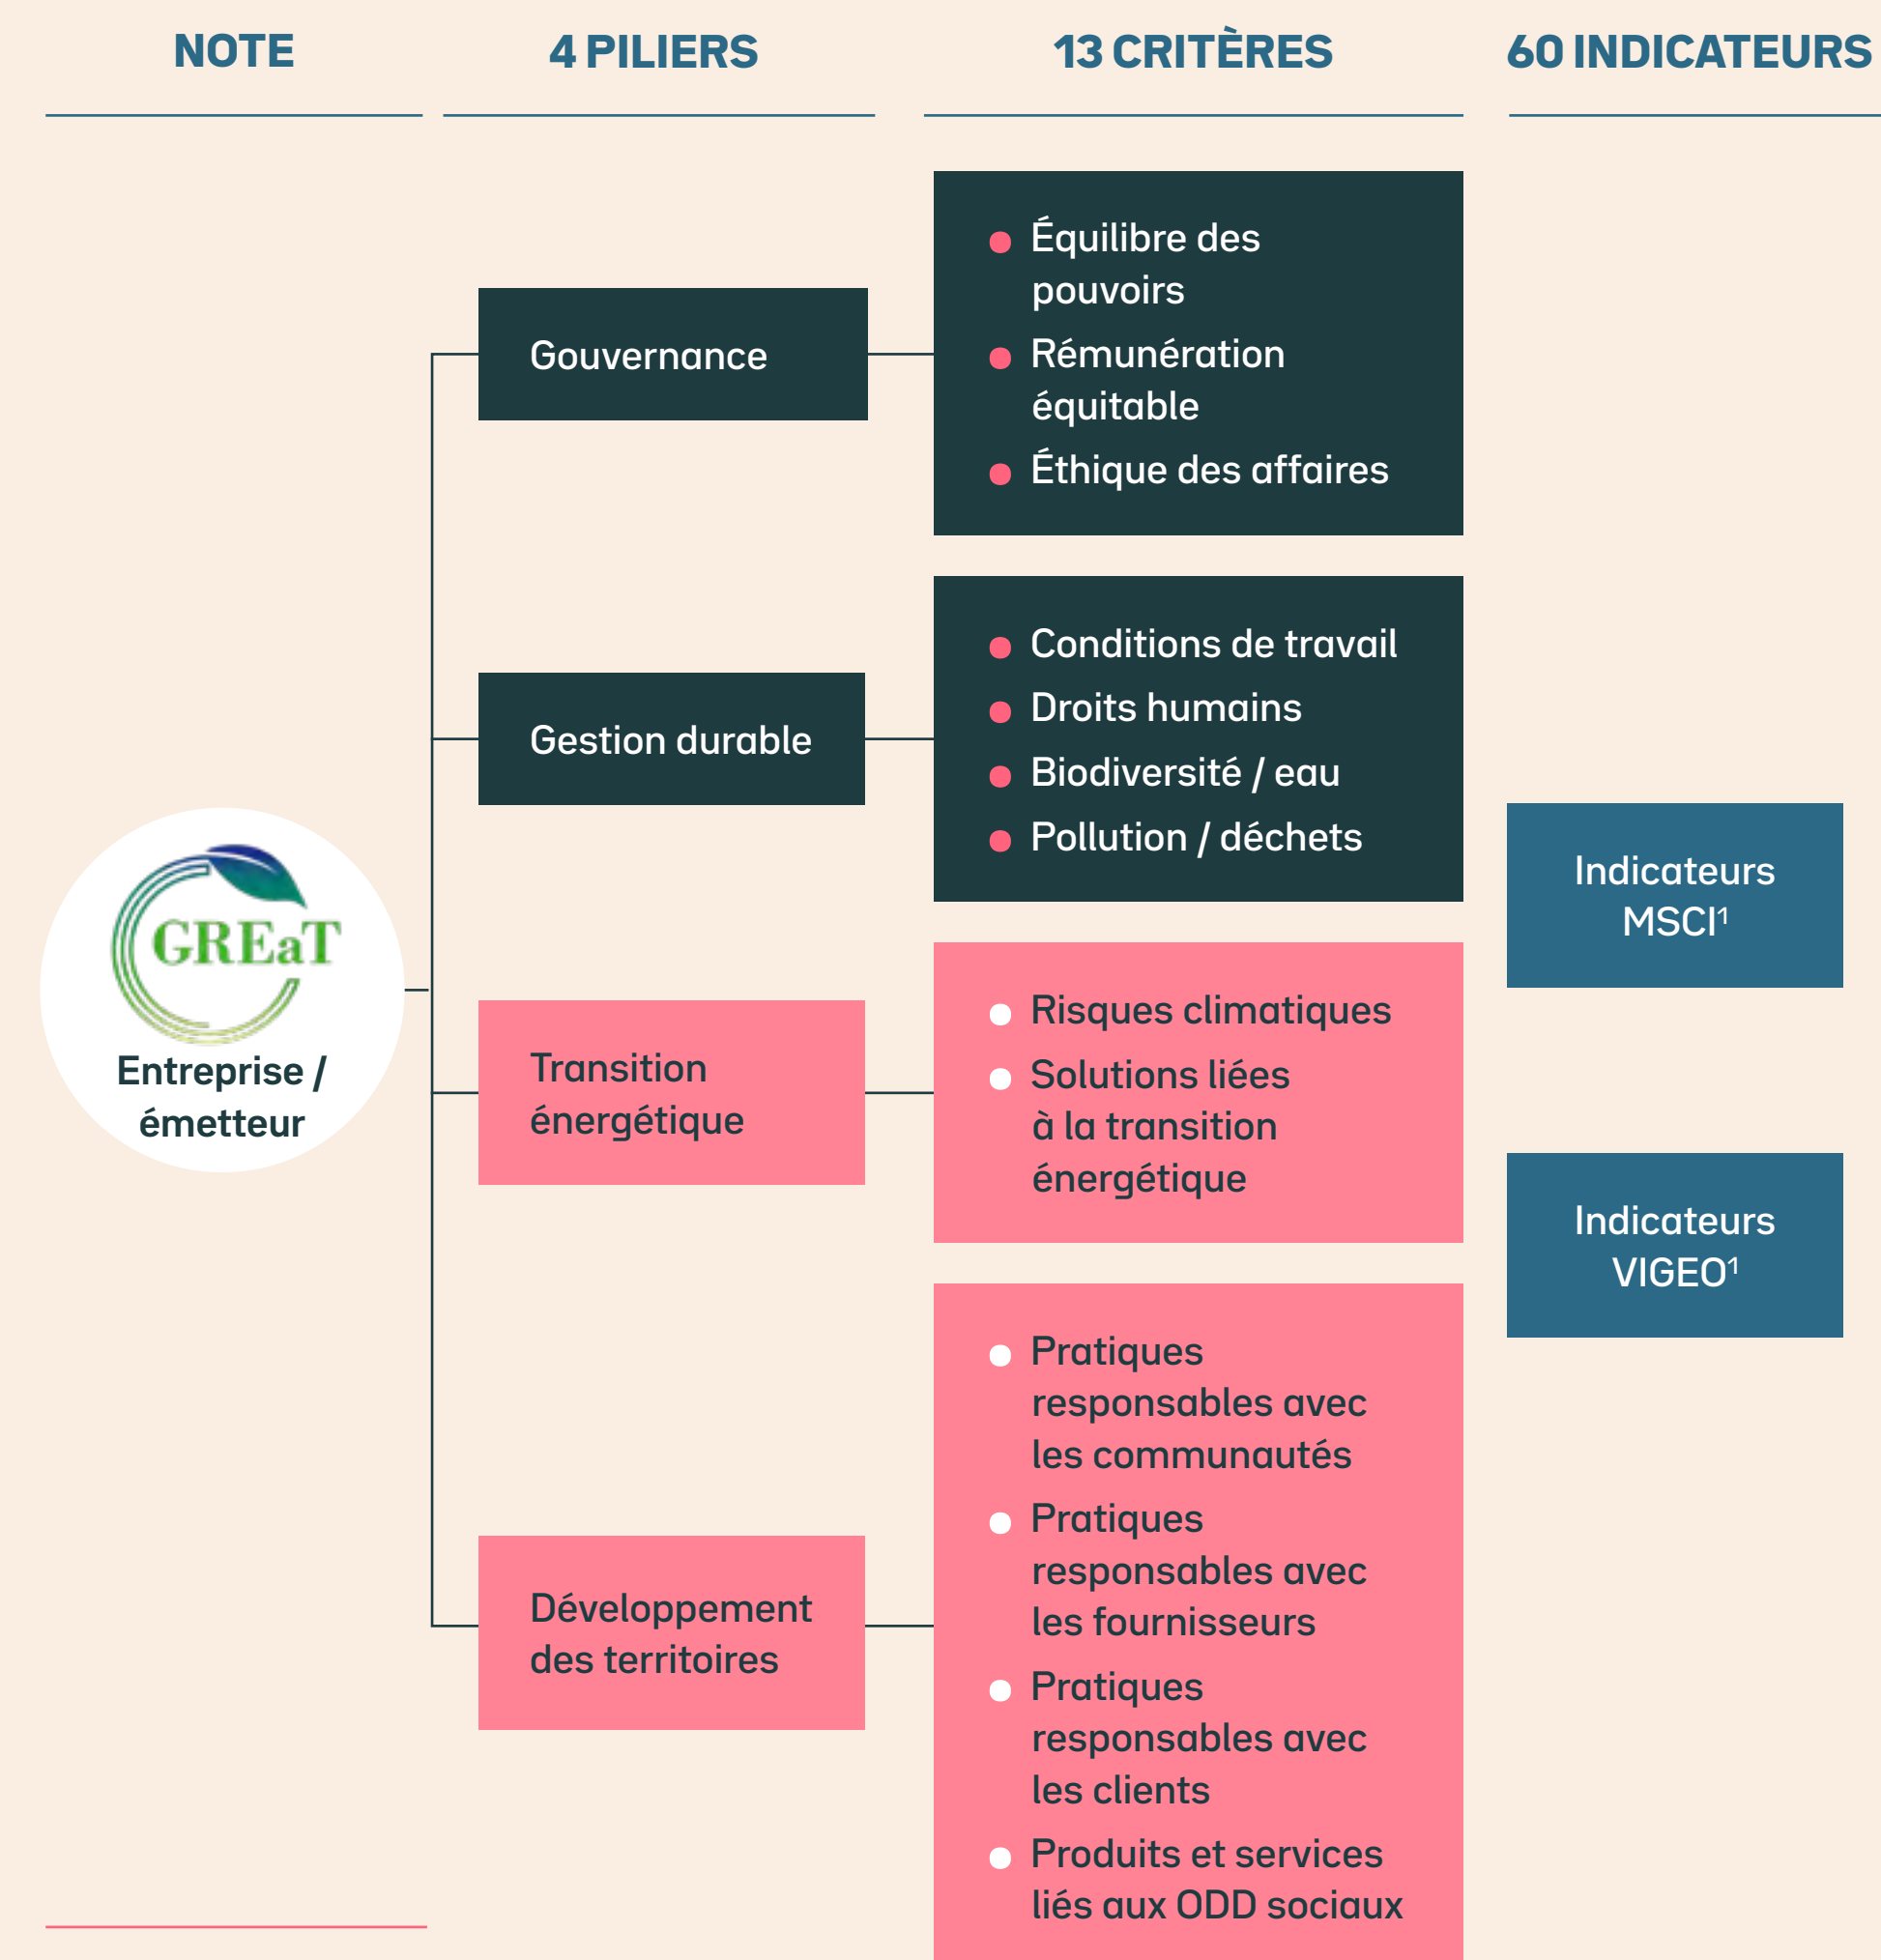 NOTE
4 PILIERS
13 CRITÈRES
60 INDICATEURS
GREaT
Entreprise /
émetteur
Gouvernance
Équilibre des
pouvoirs
Rémunération
équitable
Éthique des affaires
Gestion durable
Conditions de travail
Droits humains
Biodiversité / eau
Pollution / déchets
Transition
énergétique
Risques climatiques
Solutions liées
à la transition
énergétique
Développement
des territoires
Pratiques
responsables avec
les communautés
Pratiques
responsables avec
les fournisseurs
Pratiques
responsables avec
les clients
Produits et services
liés aux ODD sociaux
Indicateurs
MSCI¹
Indicateurs
VIGEO¹